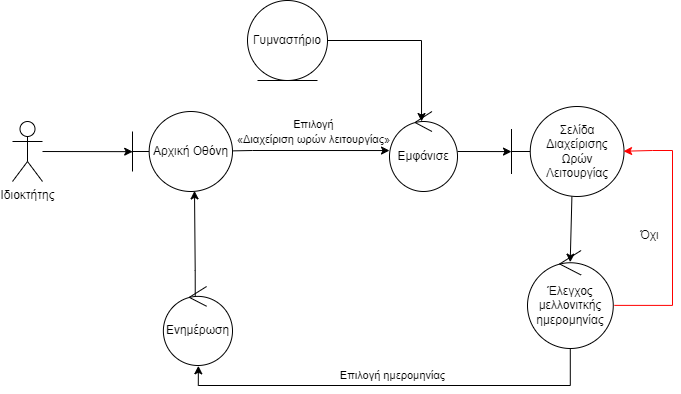 Γυμναστήριο
Επιλογή
«Διαχείριση ωρών λειτουργίας»
Ιδιοκτήτης
Αρχική Οθόνη
Εμφάνισε
Σελίδα
Διαχείρισης
Ωρών
Λειτουργίας
Όχι
Έλεγχος
μελλονιτκής
ημερομηνίας
Ενημέρωση
Επιλογή ημερομηνίας